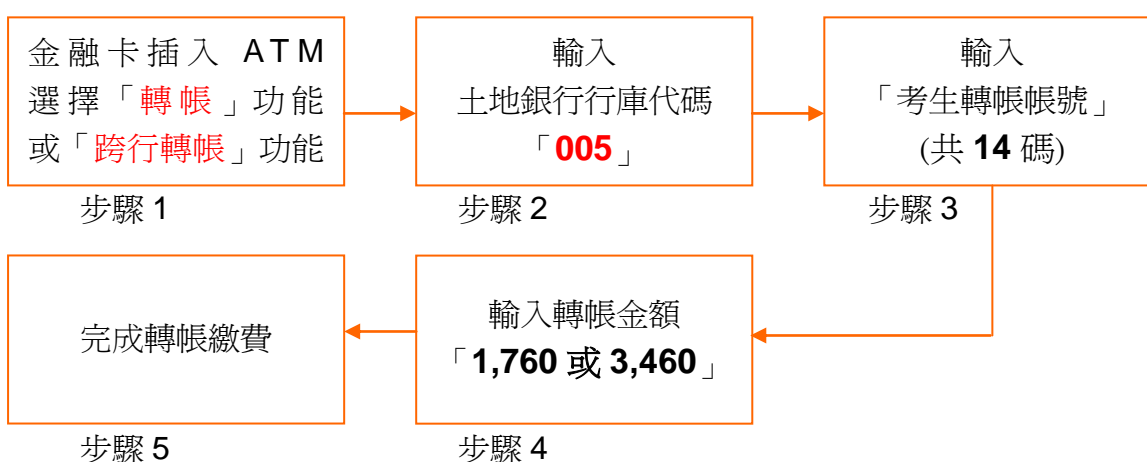 金融卡插入 ATM
選擇「轉帳」功能
或「跨行轉帳」功能
步驟 1
輸入
土地銀行行庫代碼
「005」
步驟 2
輸入
「考生轉帳帳號」
(共 14 碼)
步驟 3
輸入轉帳金額
「1,760 或 3,460」
步驟 4
完成轉帳繳費
步驟 5